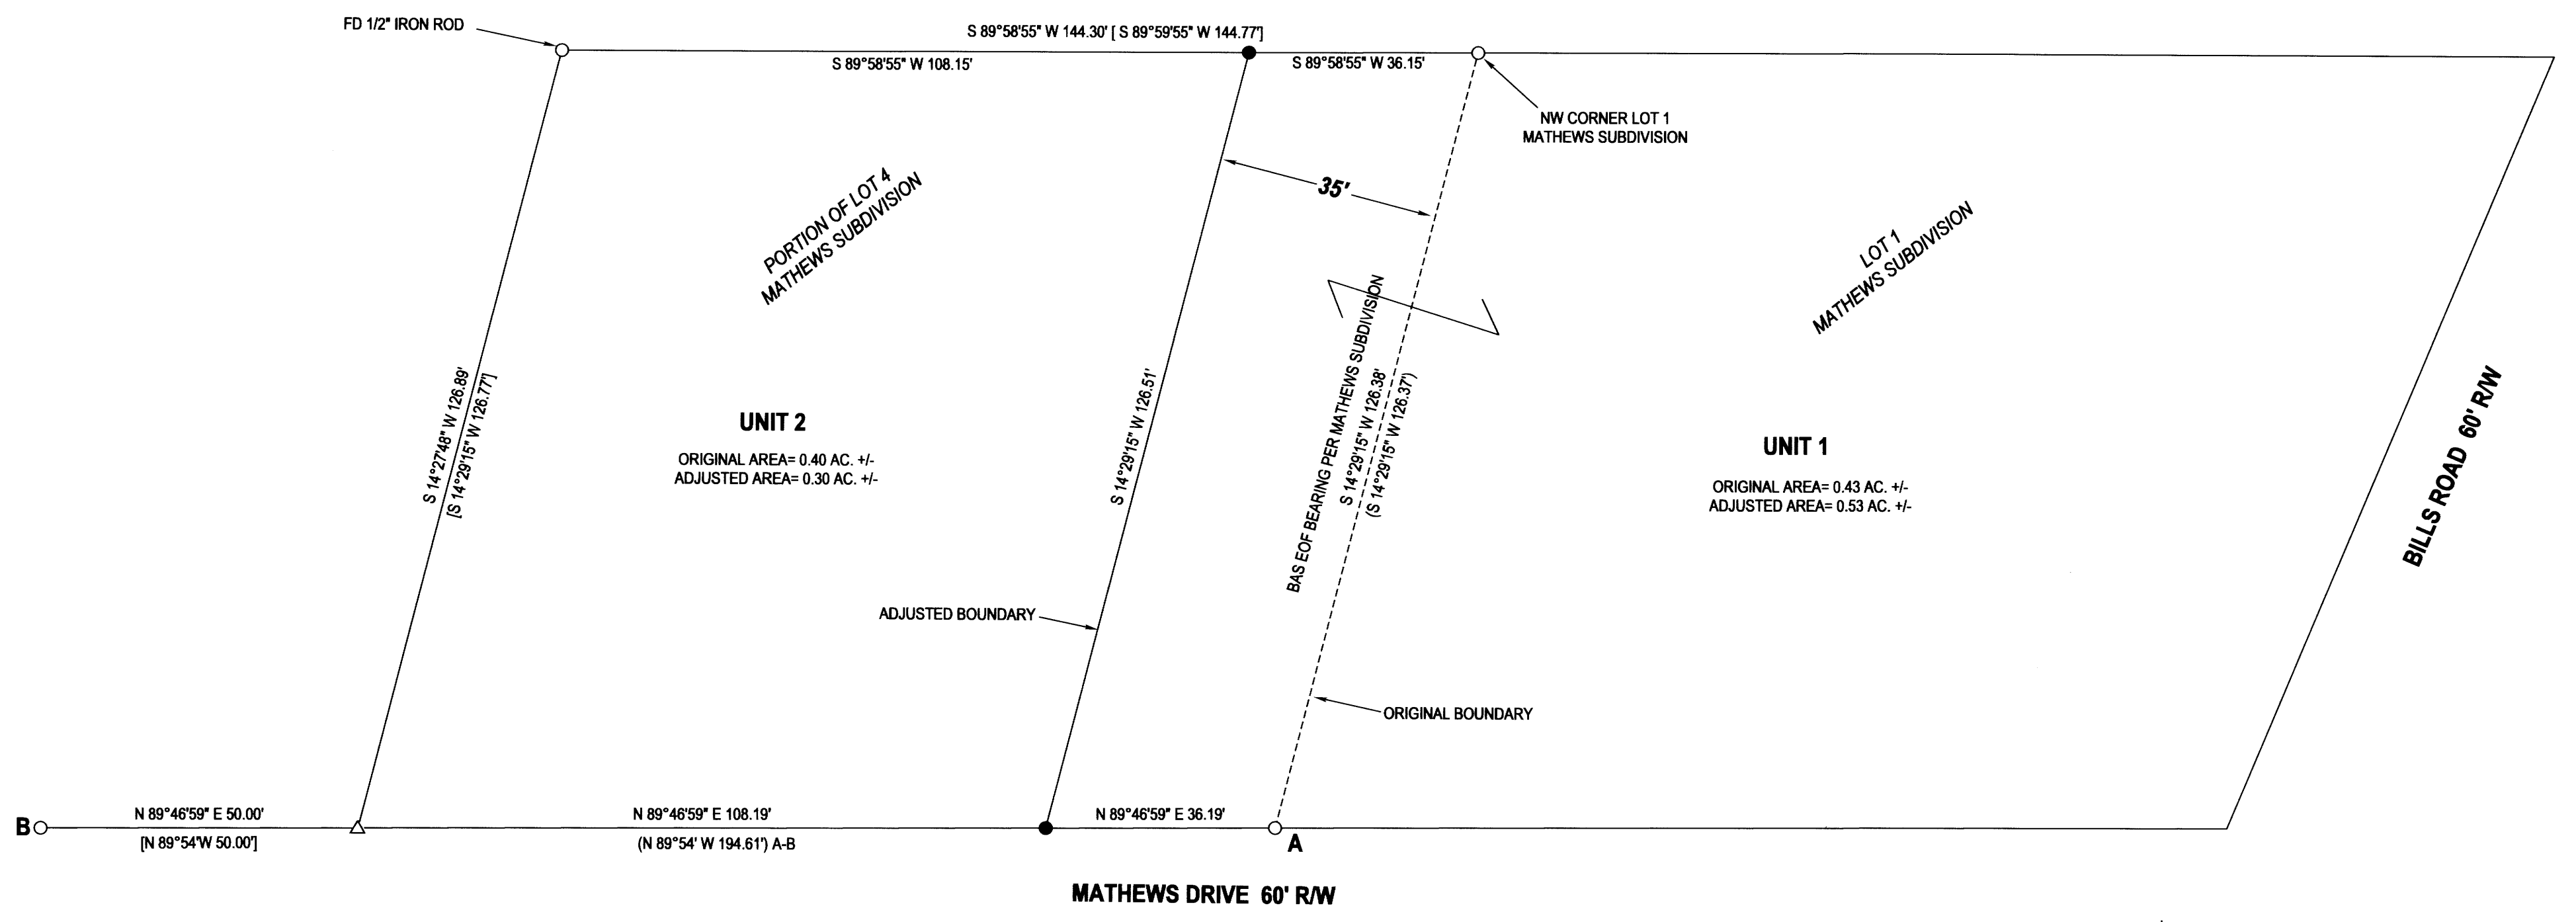 FD 1/2" IRON ROD
S 89°58'55" W 144.30' [ S 89°59'55" W 144.77']
S 89°58'55" W 108.15'
S 89°58'55" W 36.15'
NW CORNER LOT 1
MATHEWS SUBDIVISION
35'
PORTION OF LOT 4
MATHEWS SUBDIVISION
LOT 1
MATHEWS SUBDIVISION
S 14°27'48" W 126.89'
[S 14°29'15" W 126.77']
S 14°29'15" W 126.51'
BAS EOF BEARING PER MATHEWS SUBDIVISION
S 14°29'15" W 126.38'
(S 14°29'15" W 126.37')
UNIT 2
ORIGINAL AREA= 0.40 AC. +/-
ADJUSTED AREA= 0.30 AC. +/-
UNIT 1
ORIGINAL AREA= 0.43 AC. +/-
ADJUSTED AREA= 0.53 AC. +/-
BILLS ROAD 60' R/W
ADJUSTED BOUNDARY
ORIGINAL BOUNDARY
B
N 89°46'59" E 50.00'
[N 89°54'W 50.00']
N 89°46'59" E 108.19'
(N 89°54' W 194.61') A-B
N 89°46'59" E 36.19'
A
MATHEWS DRIVE 60' R/W